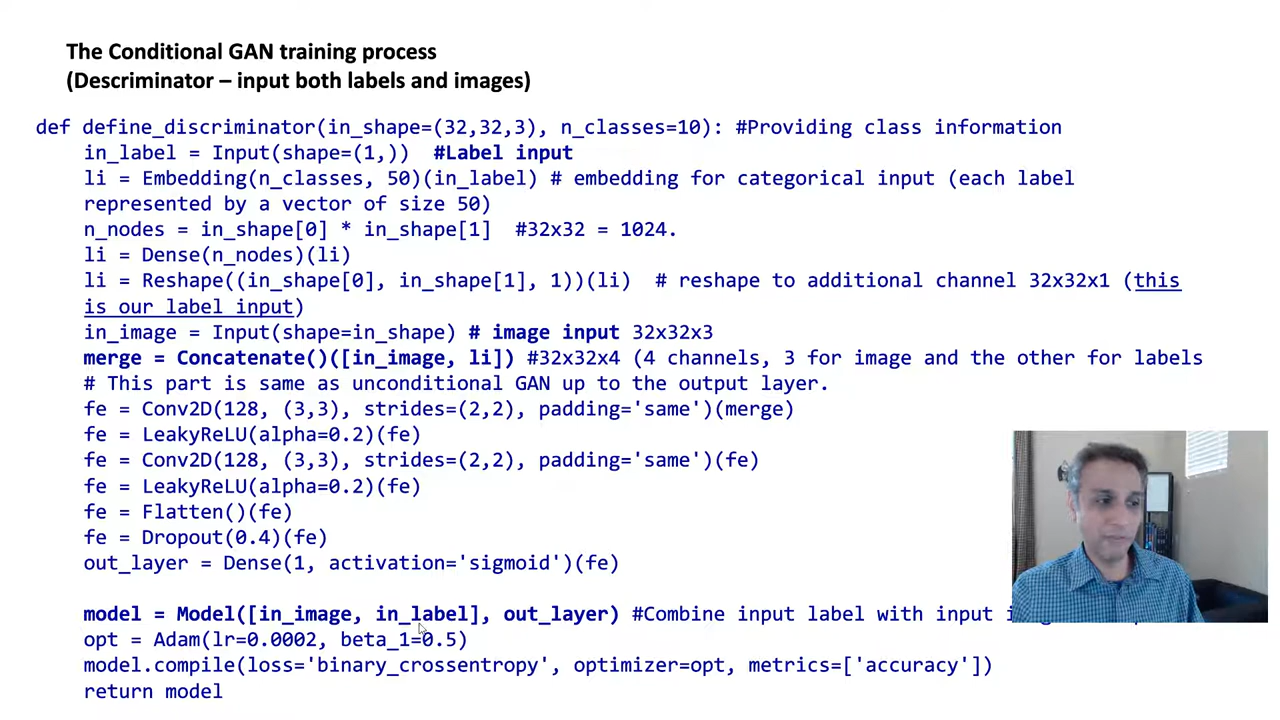 The Conditional GAN training process
(Descriminator – input both labels and images)
def define_discriminator(in_shape=(32,32,3), n_classes=10): #Providing class information
in_label = Input(shape=(1,)) #Label input
li = Embedding(n_classes, 50)(in_label) # embedding for categorical input (each label
represented by a vector of size 50)
n_nodes = in_shape[0] * in_shape[1] #32x32 = 1024.
li = Dense(n_nodes)(li)
li = Reshape((in_shape[0], in_shape[1], 1))(li) # reshape to additional channel 32x32x1 (this
is our label input)
in_image = Input(shape=in_shape) # image input 32x32x3
merge = Concatenate()([in_image, li]) #32x32x4 (4 channels, 3 for image and the other for labels
# This part is same as unconditional GAN up to the output layer.
fe = Conv2D(128, (3,3), strides=(2,2), padding='same')(merge)
fe = LeakyReLU(alpha=0.2)(fe)
fe = Conv2D(128, (3,3), strides=(2,2), padding='same')(fe)
fe = LeakyReLU(alpha=0.2)(fe)
fe = Flatten()(fe)
fe = Dropout(0.4)(fe)
out_layer = Dense(1, activation='sigmoid')(fe)
model = Model([in_image, in_label], out_layer) #Combine input label with input
opt = Adam(lr=0.0002, beta_1=0.5)
model.compile(loss='binary_crossentropy', optimizer=opt, metrics=['accuracy'])
return model